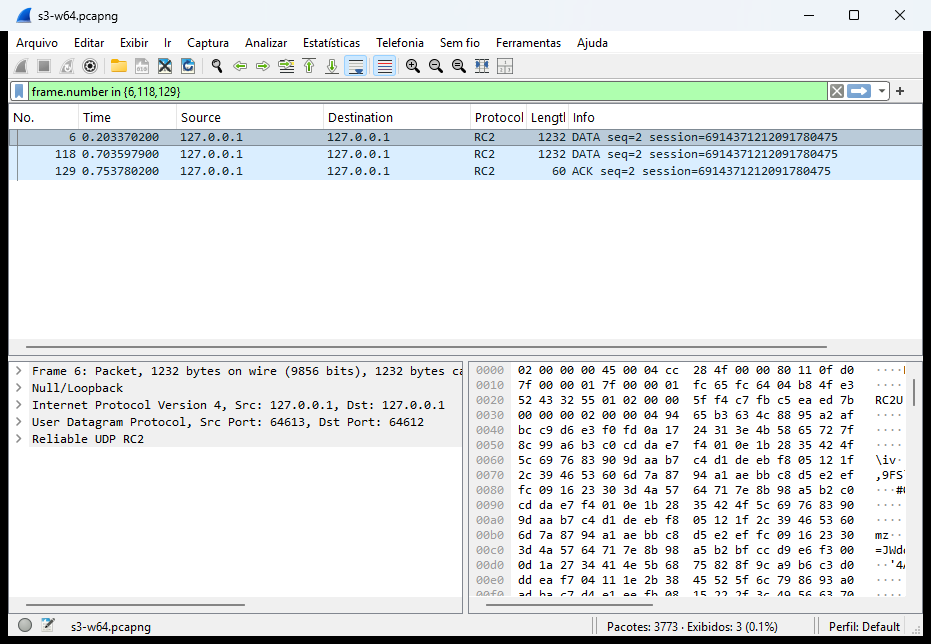 s3-w64.pcapng
Arquivo Editar Exibir Ir Captura Analizar Estatísticas Telefonia Sem fio Ferramentas Ajuda
frame.number in {6,118,129}
No. Time Source Destination Protocol Lengtl Info
6 0.203370200 127.0.0.1 127.0.0.1 RC2 1232 DATA seq=2 session=6914371212091780475
118 0.703597900 127.0.0.1 127.0.0.1 RC2 1232 DATA seq=2 session=6914371212091780475
129 0.753780200 127.0.0.1 127.0.0.1 RC2 60 ACK seq=2 session=6914371212091780475
Frame 6: Packet, 1232 bytes on wire (9856 bits), 1232 bytes ca
Null/Loopback
Internet Protocol Version 4, Src: 127.0.0.1, Dst: 127.0.0.1
User Datagram Protocol, Src Port: 64613, Dst Port: 64612
Reliable UDP RC2
0000 02 00 00 00 45 00 04 cc 28 4f 00 00 80 11 0f d0 ····
0010 7f 00 00 01 7f 00 00 01 fc 65 fc 64 04 b8 4f e3 ····
0020 52 43 32 55 01 02 00 00 5f f4 c7 fb c5 ea ed 7b RC2U
0030 00 00 00 02 00 00 04 94 65 b3 63 4c 88 95 a2 af ····
0040 bc c9 d6 e3 f0 fd 0a 17 24 31 3e 4b 58 65 72 7f ····
0050 8c 99 a6 b3 c0 cd da e7 f4 01 0e 1b 28 35 42 4f ····
0060 5c 69 76 83 90 9d aa b7 c4 d1 de eb f8 05 12 1f \iv·
0070 2c 39 46 53 60 6d 7a 87 94 a1 ae bb c8 d5 e2 ef ,9FS
0080 fc 09 16 23 30 3d 4a 57 64 71 7e 8b 98 a5 b2 c0 ···#
0090 cd da e7 f4 01 0e 1b 28 35 42 4f 5c 69 76 83 90 ····
00a0 9d aa b7 c4 d1 de eb f8 05 12 1f 2c 39 46 53 60 ····
00b0 6d 7a 87 94 a1 ae bb c8 d5 e2 ef fc 09 16 23 30 mz··
00c0 3d 4a 57 64 71 7e 8b 98 a5 b2 bf cc d9 e6 f3 00 =JWd
00d0 0d 1a 27 34 41 4e 5b 68 75 82 8f 9c a9 b6 c3 d0 ··'4
00e0 dd ea f7 04 11 1e 2b 38 45 52 5f 6c 79 86 93 a0 ····
s3-w64.pcapng Pacotes: 3773 · Exibidos: 3 (0.1%) Perfil: Default